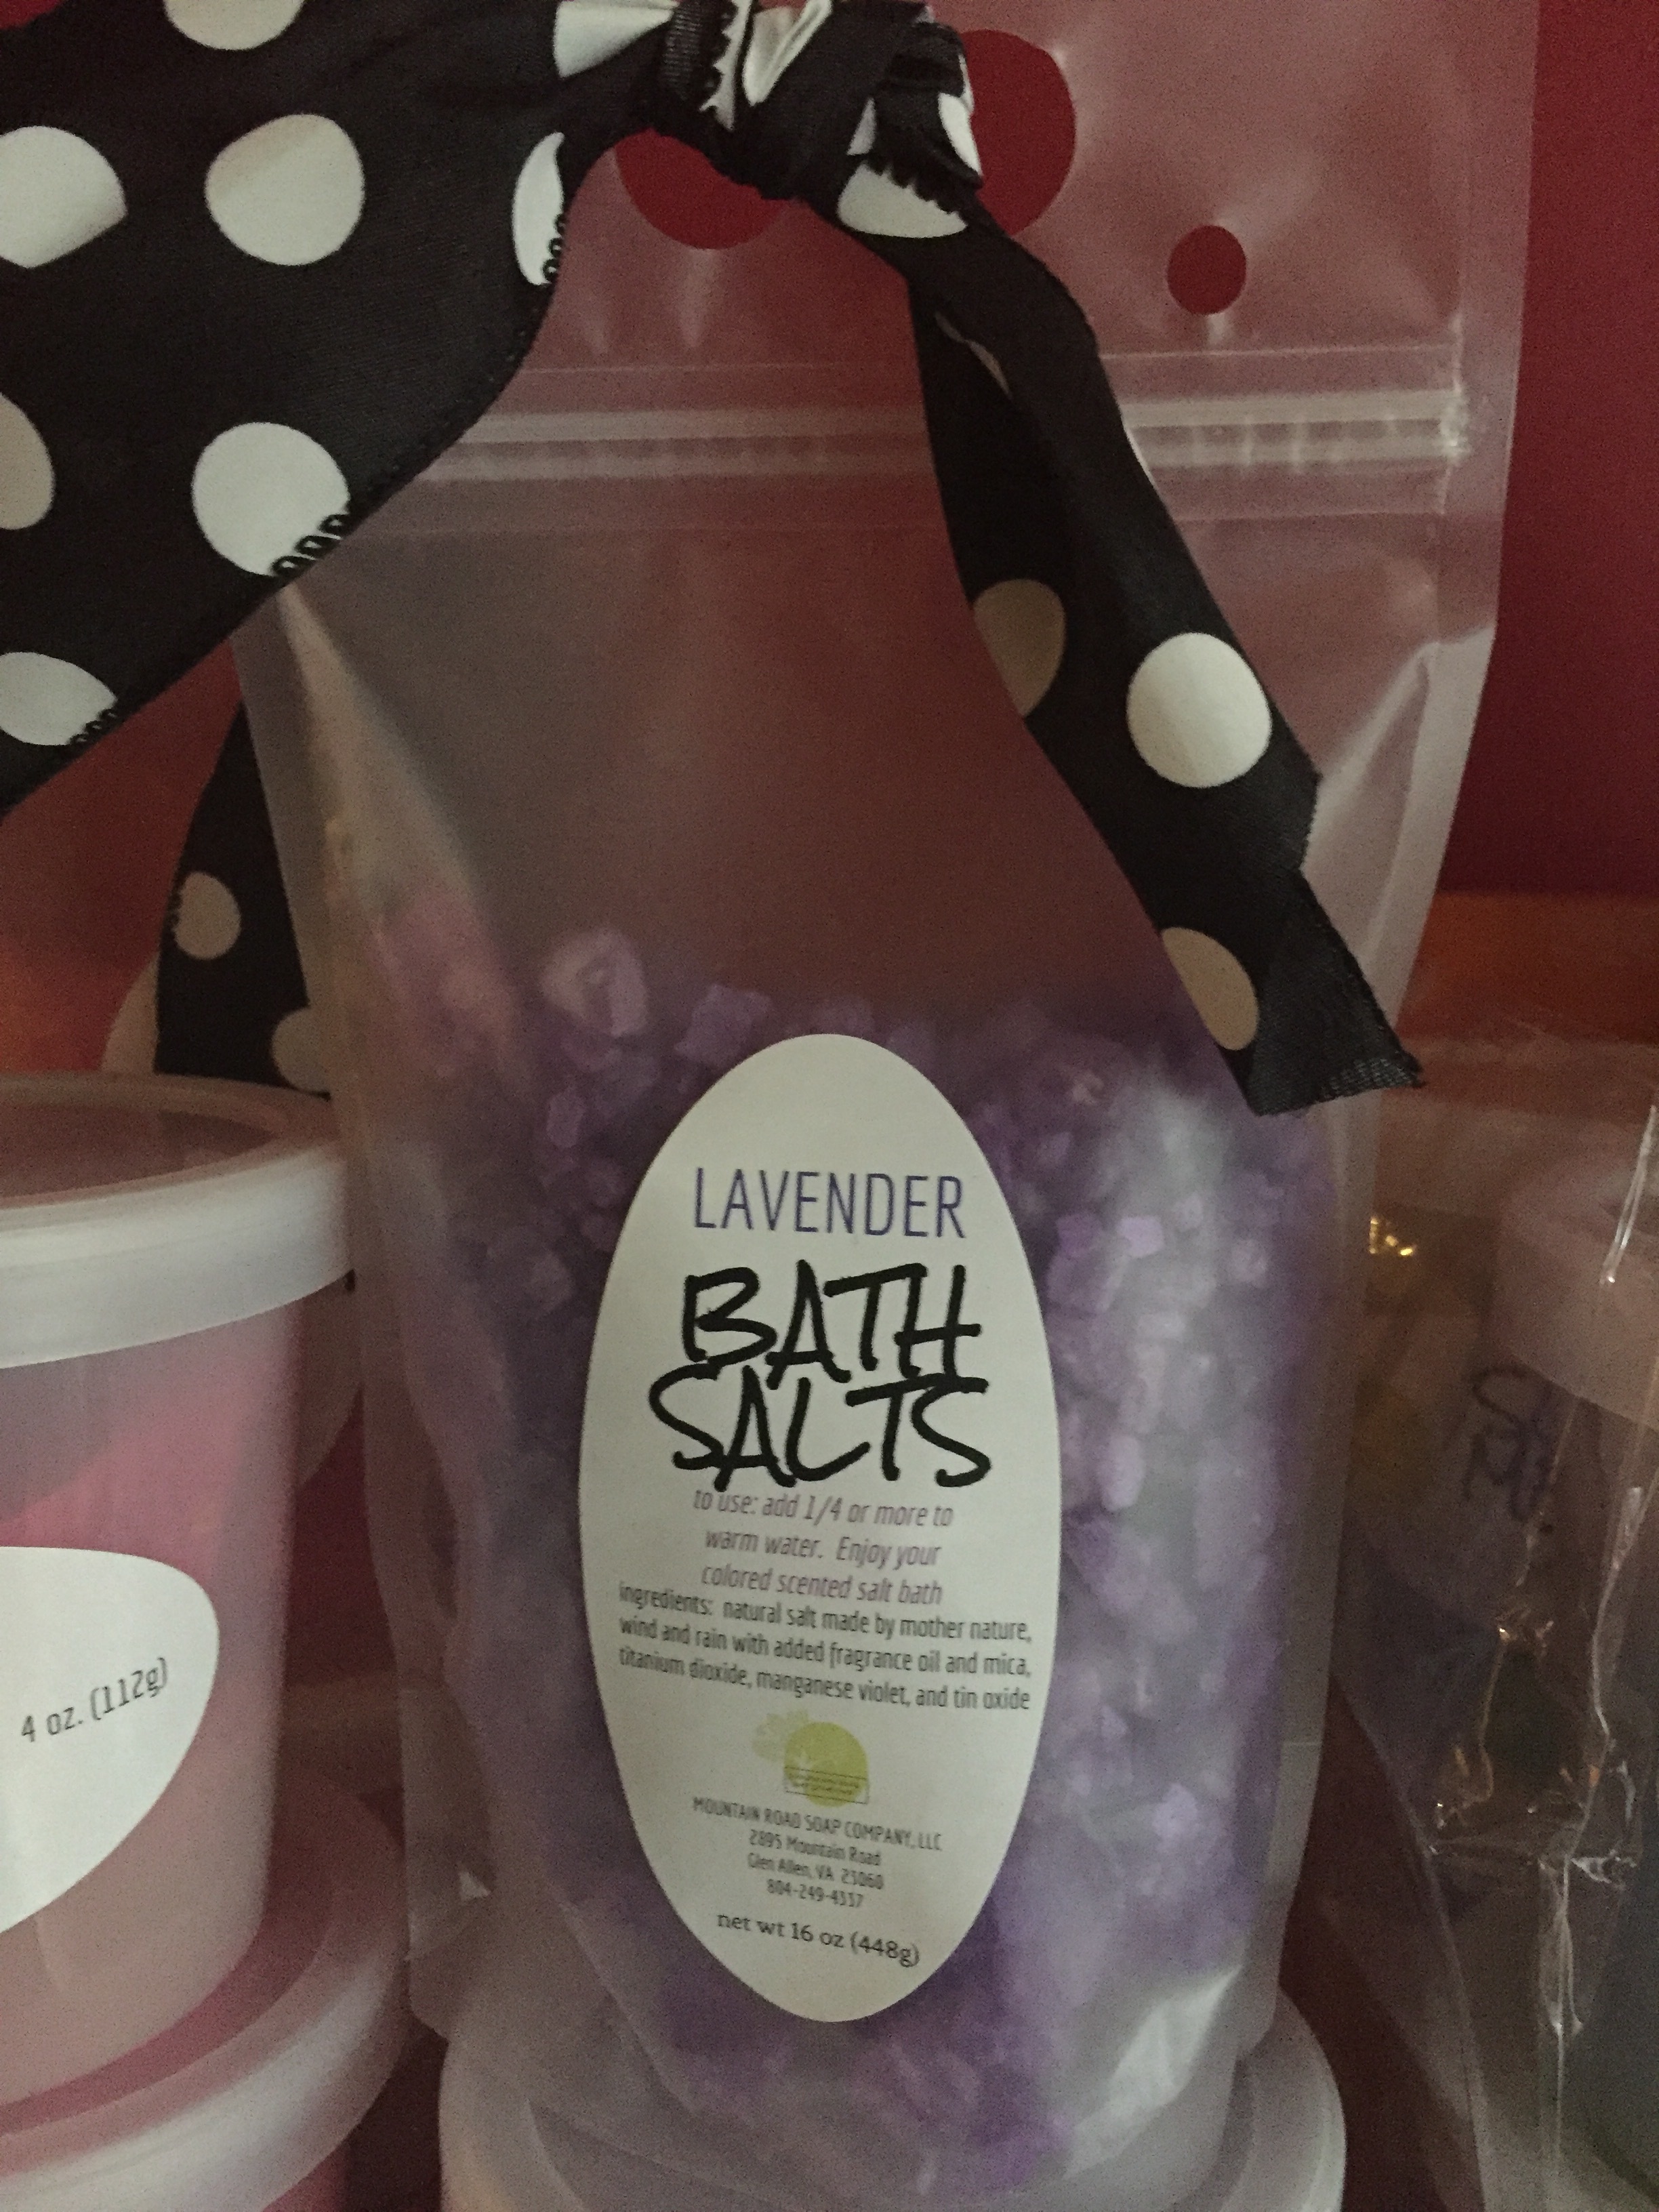 LAVENDER
BATH
SALTS
to use: add 1/4 or more to
warm water. Enjoy your
colored scented salt bath
ingredients: natural salt made by mother nature,
wind and rain with added fragrance oil and mica,
titanium dioxide, manganese violet, and tin oxide
MOUNTAIN ROAD SOAP COMPANY, LLC
2895 Mountain Road
Glen Allen, VA 23060
804-249-4337
net wt 16 oz (448g)
4 oz. (112g)